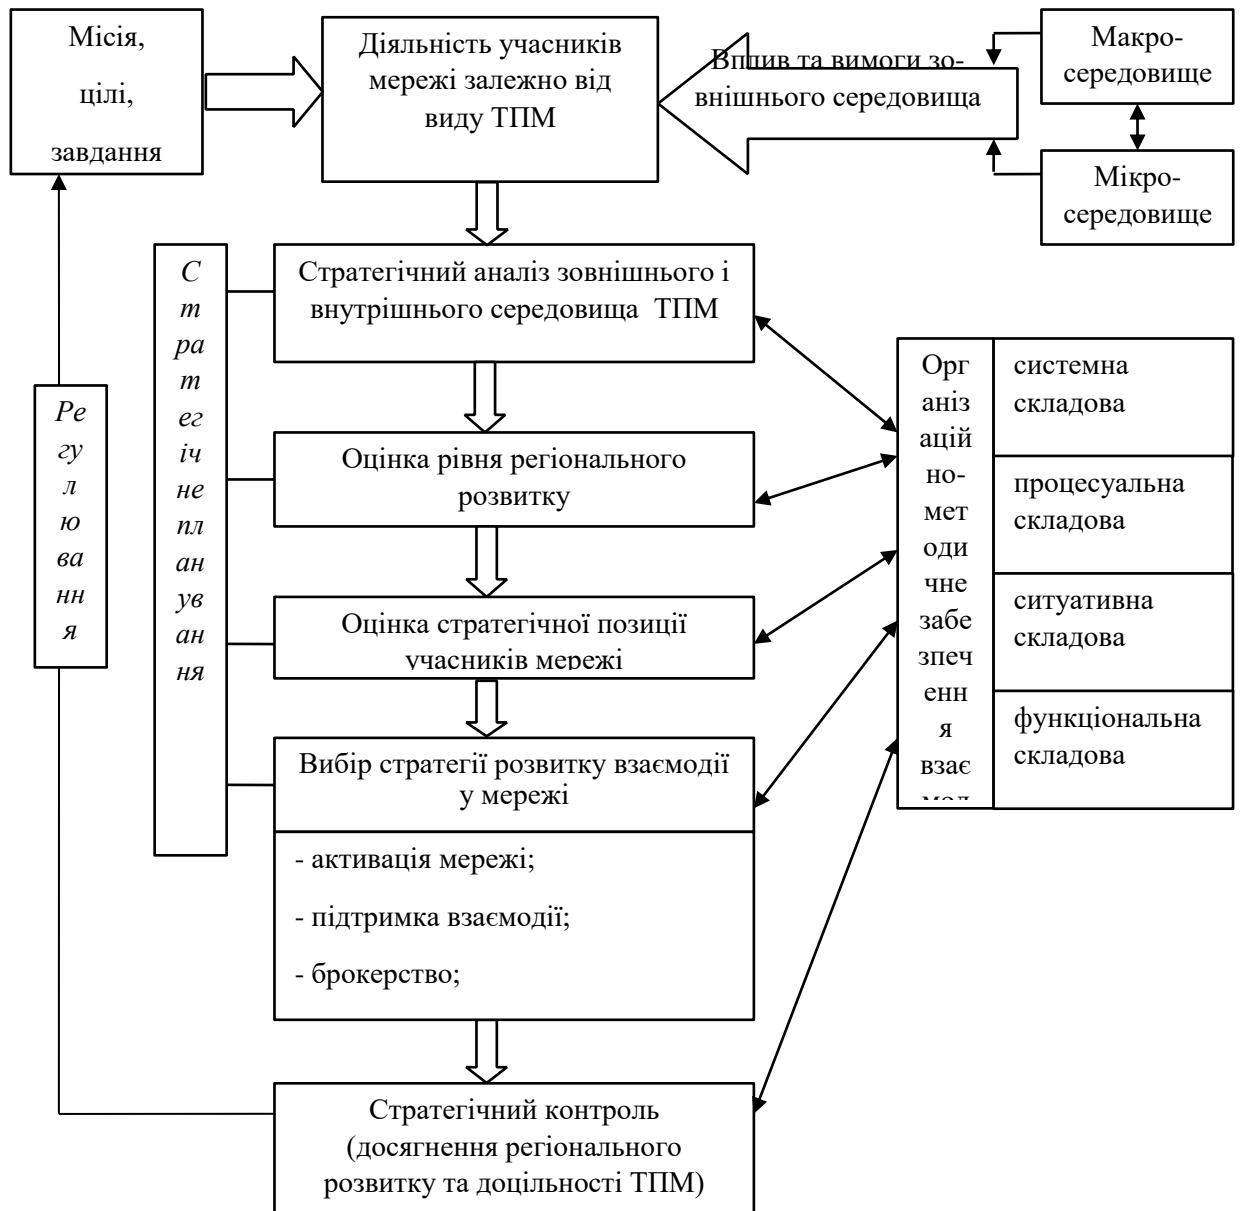 Місія,
цілі,
завдання
Діяльність учасників
мережі залежно від
виду ТПМ
Вплив та вимоги зо-
внішнього середовища
Макро-
середовище
Мікро-
середовище
Стратегічний аналіз зовнішнього і
внутрішнього середовища ТПМ
Оцінка рівня регіонального
розвитку
Оцінка стратегічної позиції
учасників мережі
Вибір стратегії розвитку взаємодії
у мережі
- активація мережі;
- підтримка взаємодії;
- брокерство;
Стратегічний контроль
(досягнення регіонального
розвитку та доцільності ТПМ)
С
т
ра
т
ег
іч
не
пл
ан
ув
ан
ня
Ре
гу
л
ю
ва
нн
я
Орг
аніз
ацій
но-
мет
оди
чне
забе
зпеч
енн
я
взає
мод
системна
складова
процесуальна
складова
ситуативна
складова
функціональна
складова